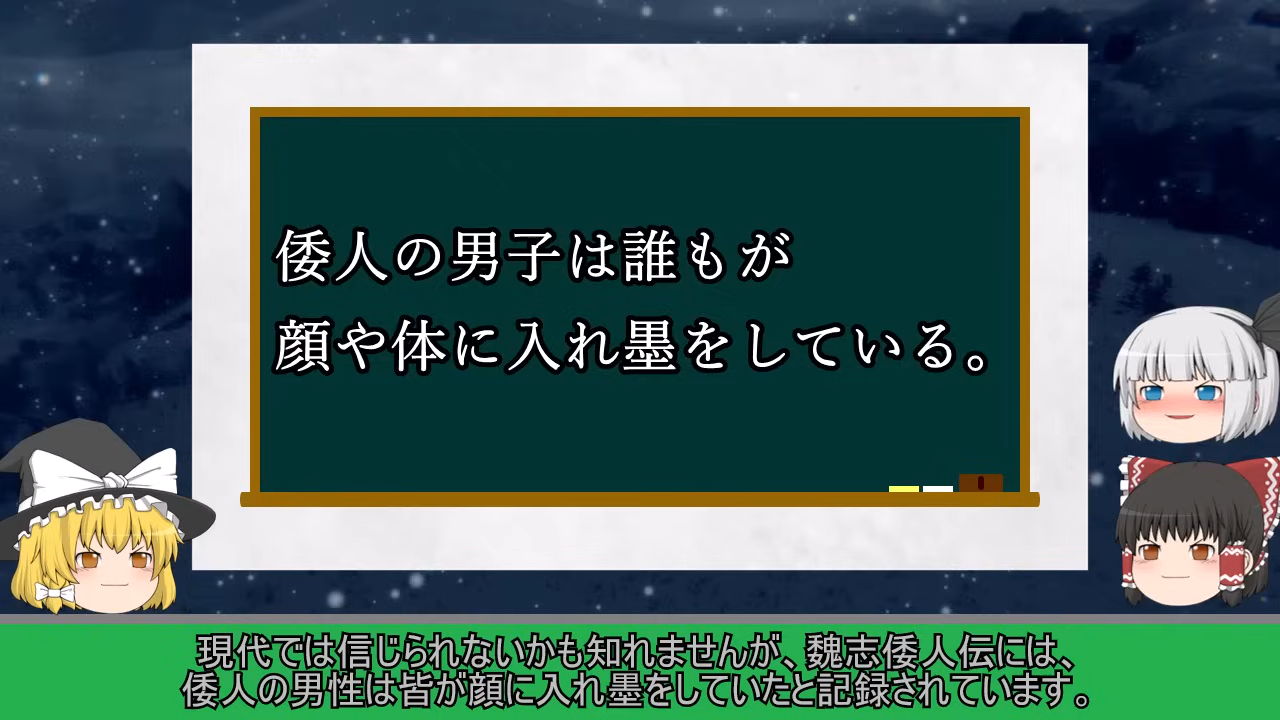 倭人の男子は誰もが
顔や体に入れ墨をしている。
現代では信じられないかも知れませんが、魏志倭人伝には、
倭人の男性は皆が顔に入れ墨をしていたと記録されています。